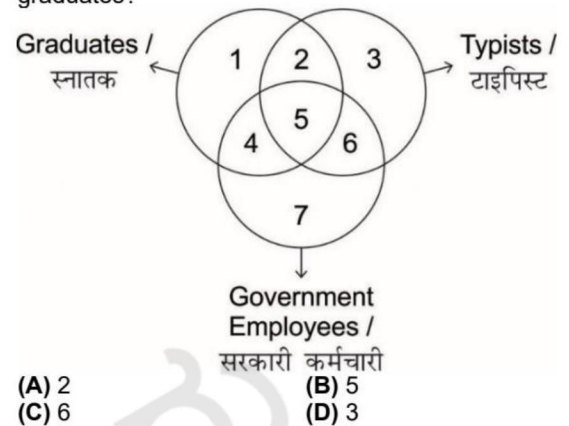 graduates?
Graduates /
स्नातक
1
2
3
Typists /
टाइपिस्ट
5
4
6
7
Government
Employees /
सरकारी कर्मचारी
(A) 2
(B) 5
(C) 6
(D) 3